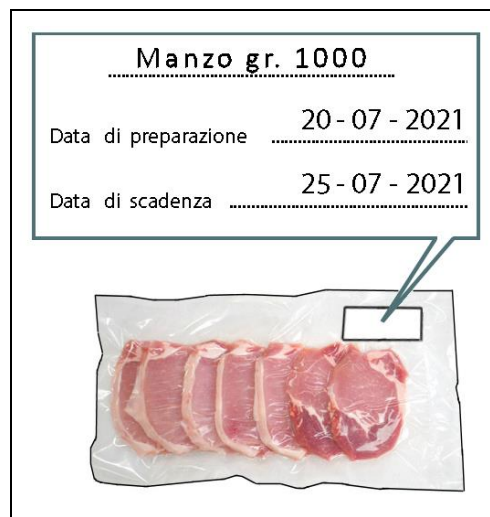 Manzo gr. 1000
Data di preparazione 20 - 07 - 2021
Data di scadenza 25 - 07 - 2021